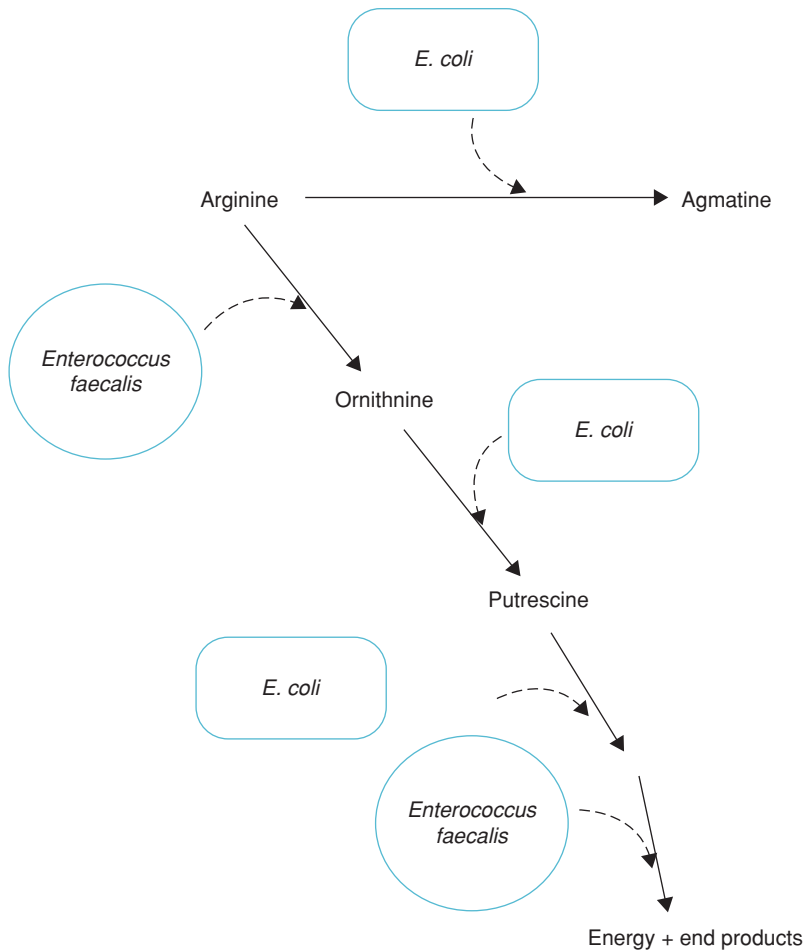 E. coli
Arginine
Agmatine
Enterococcus
faecalis
Ornithnine
E. coli
Putrescine
E. coli
Enterococcus
faecalis
Energy + end products